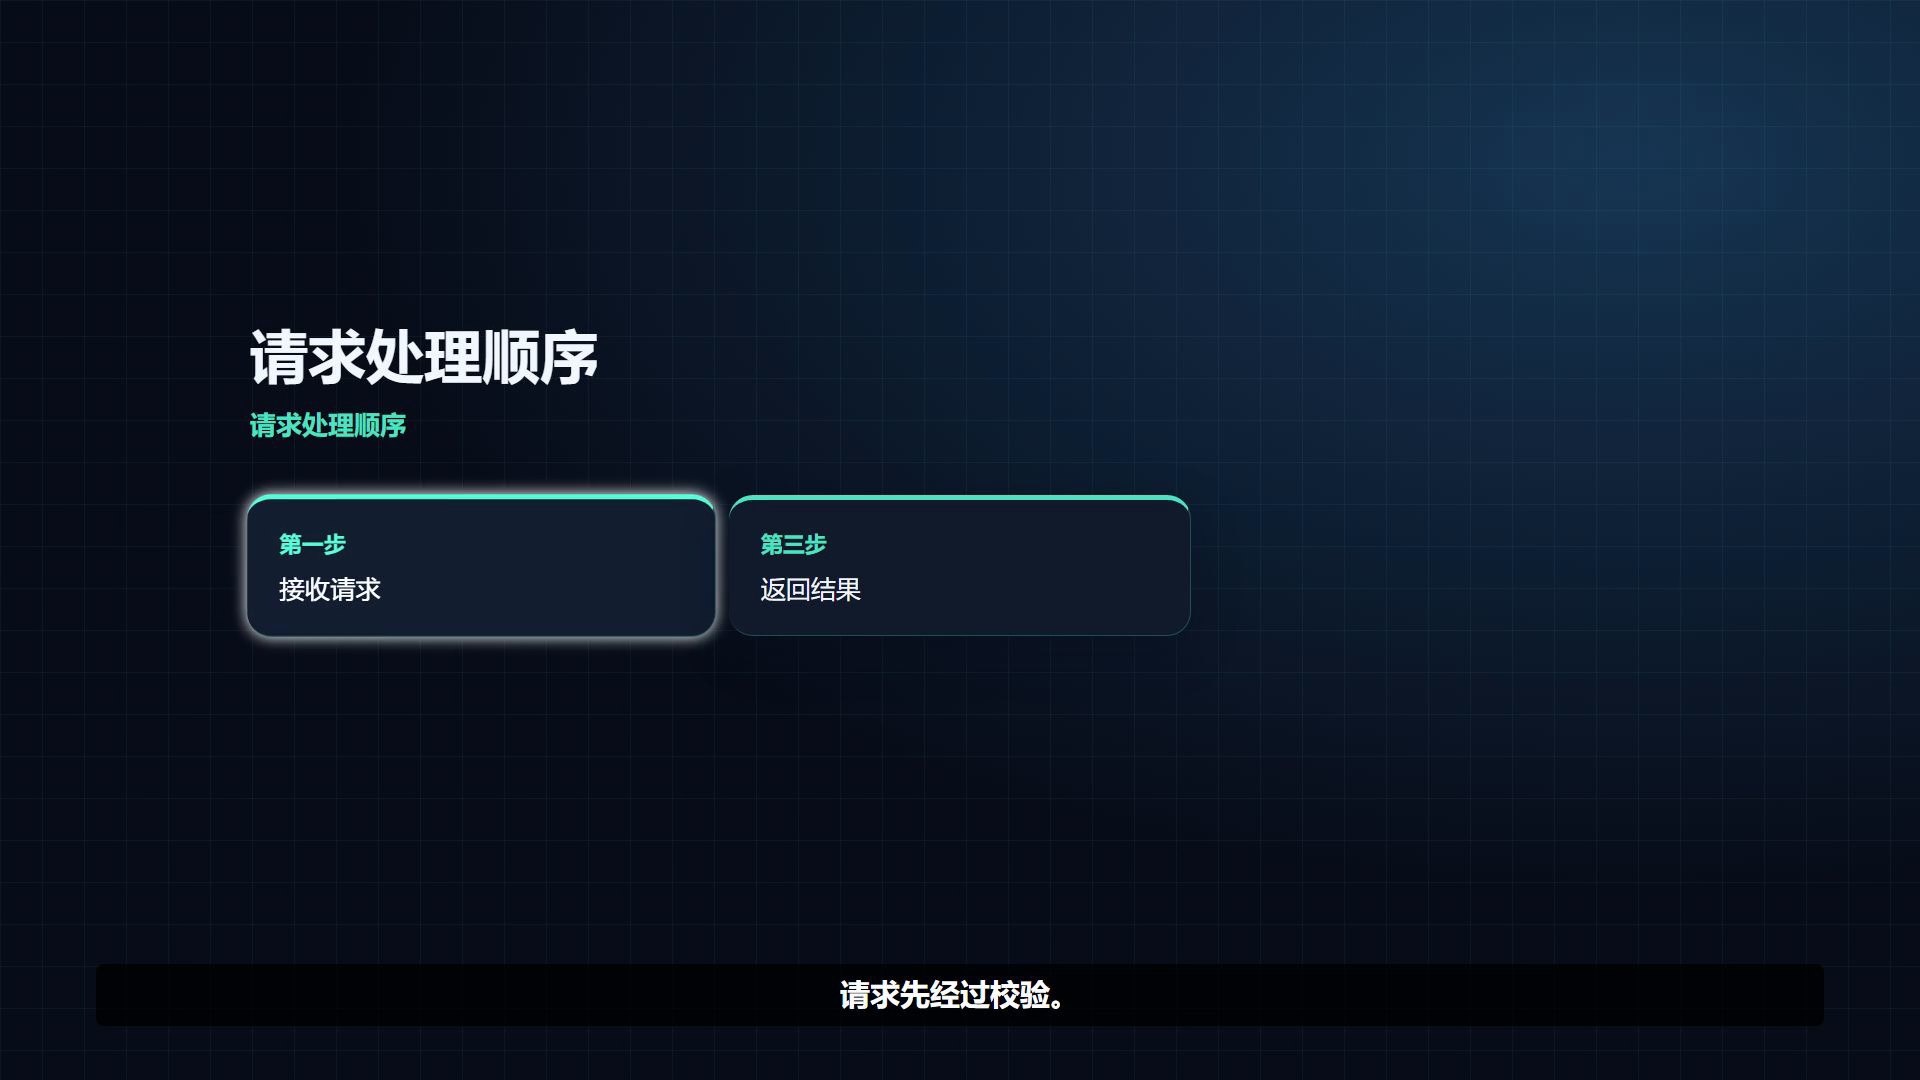 请求处理顺序
请求处理顺序
第一步
接收请求
第三步
返回结果
请求先经过校验。